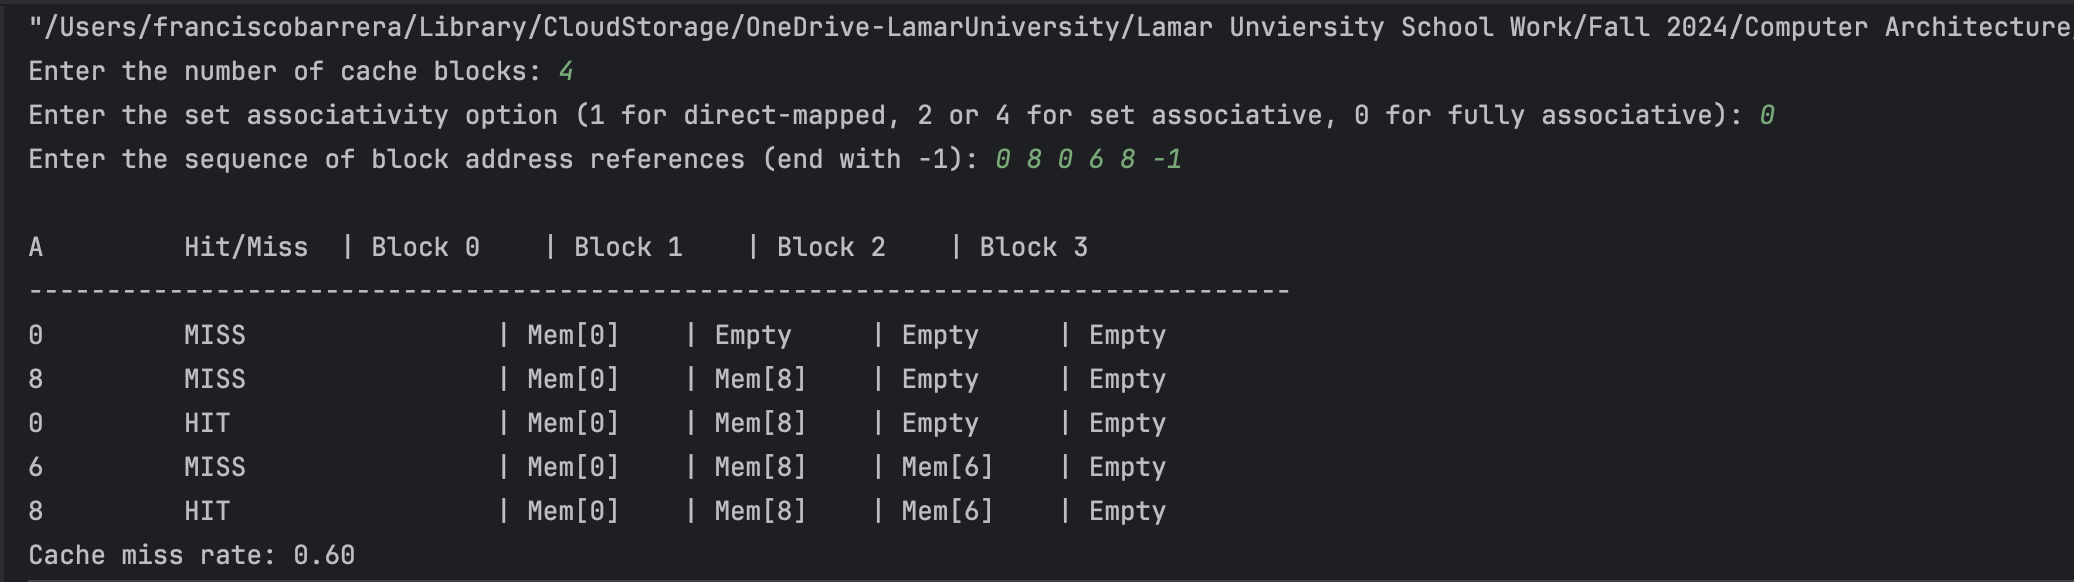 "/Users/franciscobarrera/Library/CloudStorage/OneDrive-LamarUniversity/Lamar Unviersity School Work/Fall 2024/Computer Architecture/
Enter the number of cache blocks: 4
Enter the set associativity option (1 for direct-mapped, 2 or 4 for set associative, 0 for fully associative): 0
Enter the sequence of block address references (end with -1): 0 8 0 6 8 -1
A         Hit/Miss  | Block 0    | Block 1    | Block 2    | Block 3
---------------------------------------------------------------------------------
0         MISS                | Mem[0]    | Empty     | Empty     | Empty
8         MISS                | Mem[0]    | Mem[8]    | Empty     | Empty
0         HIT                 | Mem[0]    | Mem[8]    | Empty     | Empty
6         MISS                | Mem[0]    | Mem[8]    | Mem[6]    | Empty
8         HIT                 | Mem[0]    | Mem[8]    | Mem[6]    | Empty
Cache miss rate: 0.60